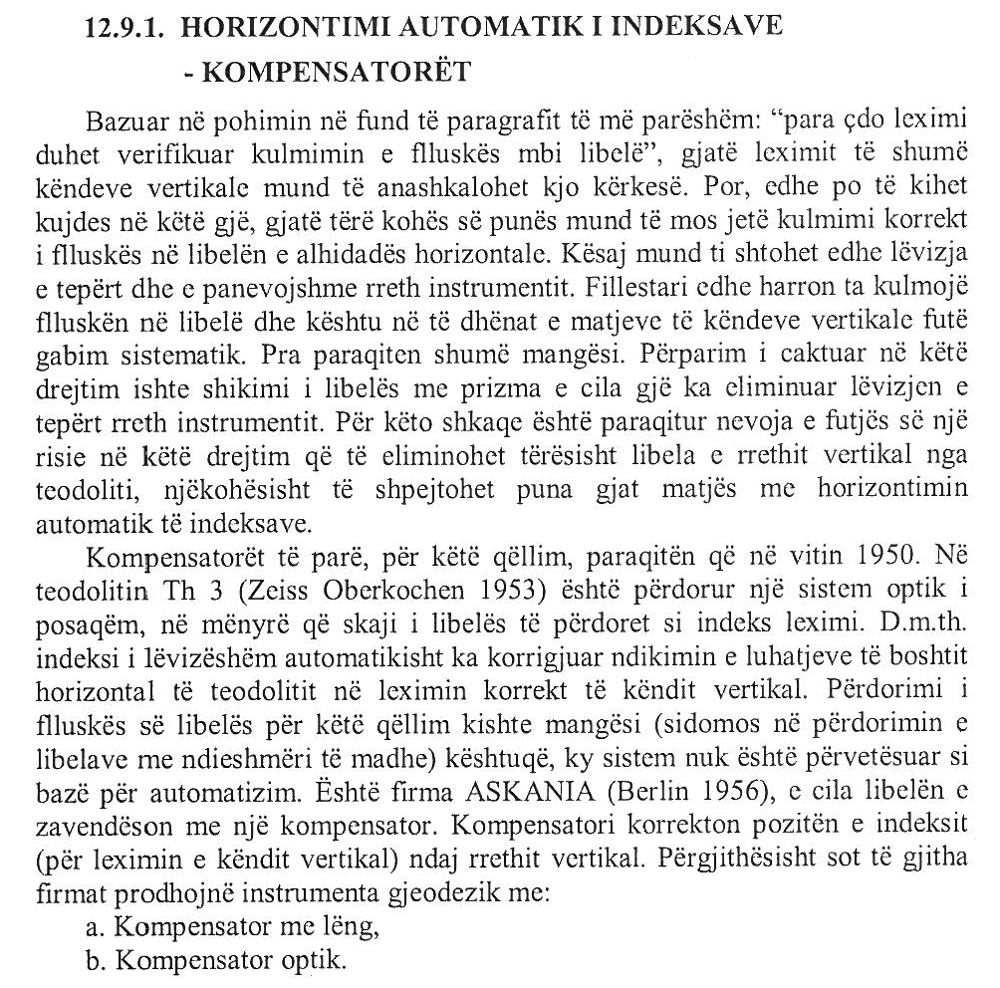 12.9.1. HORIZONTIMI AUTOMATIK I INDEKSAVE
- KOMPENSATORËT
Bazuar në pohimin në fund të paragrafit të më parëshëm: “para çdo leximi
duhet verifikuar kulmimin e flluskës mbi libelë”, gjatë leximit të shumë
këndeve vertikale mund të anashkalohet kjo kërkesë. Por, edhe po të kihet
kujdes në këtë gjë, gjatë tërë kohës së punës mund të mos jetë kulmimi korrekt
i flluskës në libelën e alhidadës horizontale. Kësaj mund ti shtohet edhe lëvizja
e tepërt dhe e panevojshme rreth instrumentit. Fillestari edhe harron ta kulmojë
flluskën në libelë dhe kështu në të dhënat e matjeve të këndeve vertikale futë
gabim sistematik. Pra paraqiten shumë mangësi. Përparim i caktuar në këtë
drejtim ishte shikimi i libelës me prizma e cila gjë ka eliminuar lëvizjen e
tepërt rreth instrumentit. Për këto shkaqe është paraqitur nevoja e futjës së një
risie në këtë drejtim që të eliminohet tërësisht libela e rrethit vertikal nga
teodoliti, njëkohësisht të shpejtohet puna gjat matjës me horizontimin
automatik të indeksave.
Kompensatorët të parë, për këtë qëllim, paraqitën që në vitin 1950. Në
teodolitin Th 3 (Zeiss Oberkochen 1953) është përdorur një sistem optik i
posaqëm, në mënyrë që skaji i libelës të përdoret si indeks leximi. D.m.th.
indeksi i lëvizëshëm automatikisht ka korrigjuar ndikimin e luhatjeve të boshtit
horizontal të teodolitit në leximin korrekt të këndit vertikal. Përdorimi i
flluskës së libelës për këtë qëllim kishte mangësi (sidomos në përdorimin e
libelave me ndieshmëri të madhe) kështuqë, ky sistem nuk është përvetësuar si
bazë për automatizim. Është firma ASKANIA (Berlin 1956), e cila libelën e
zavendëson me një kompensator. Kompensatori korrekton pozitën e indeksit
(për leximin e këndit vertikal) ndaj rrethit vertikal. Përgjithësisht sot të gjitha
firmat prodhojnë instrumenta gjeodezik me:
a. Kompensator me lëng,
b. Kompensator optik.